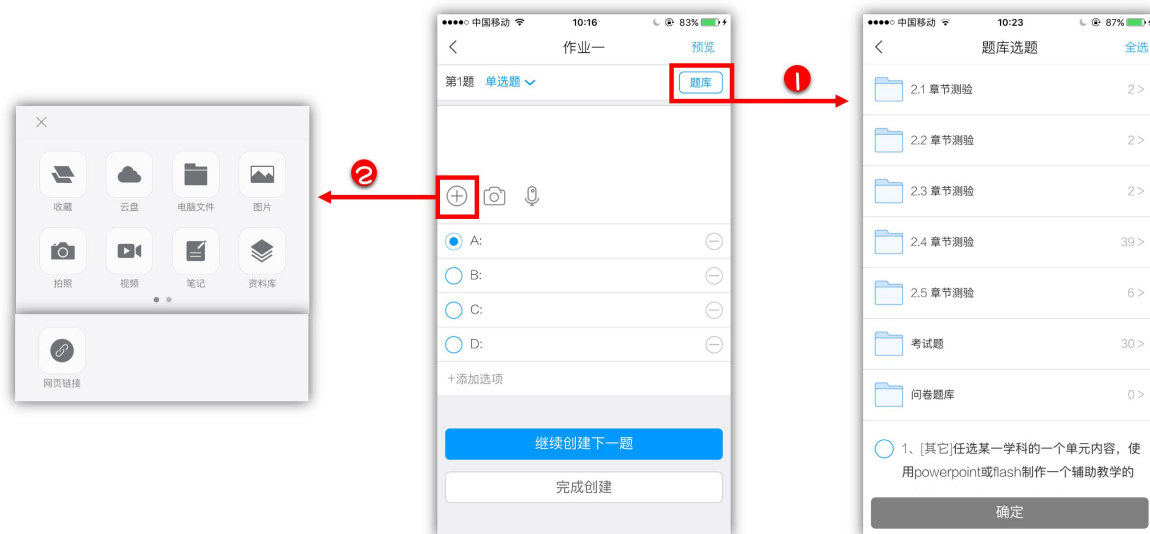 收藏 云盘 电脑文件 图片
拍照 视频 笔记 资料库
网页链接
2
中国移动 10:16 83%
作业一 预览
第1题 单选题 题库
A:
B:
C:
D:
+添加选项
继续创建下一题
完成创建
1
中国移动 10:23 87%
题库选题 全选
2.1 章节测验 2 >
2.2 章节测验 2 >
2.3 章节测验 2 >
2.4 章节测验 39 >
2.5 章节测验 6 >
考试题 30 >
问卷题库 0 >
1、[其它]任选某一学科的一个单元内容，使
用powerpoint或flash制作一个辅助教学的
确定